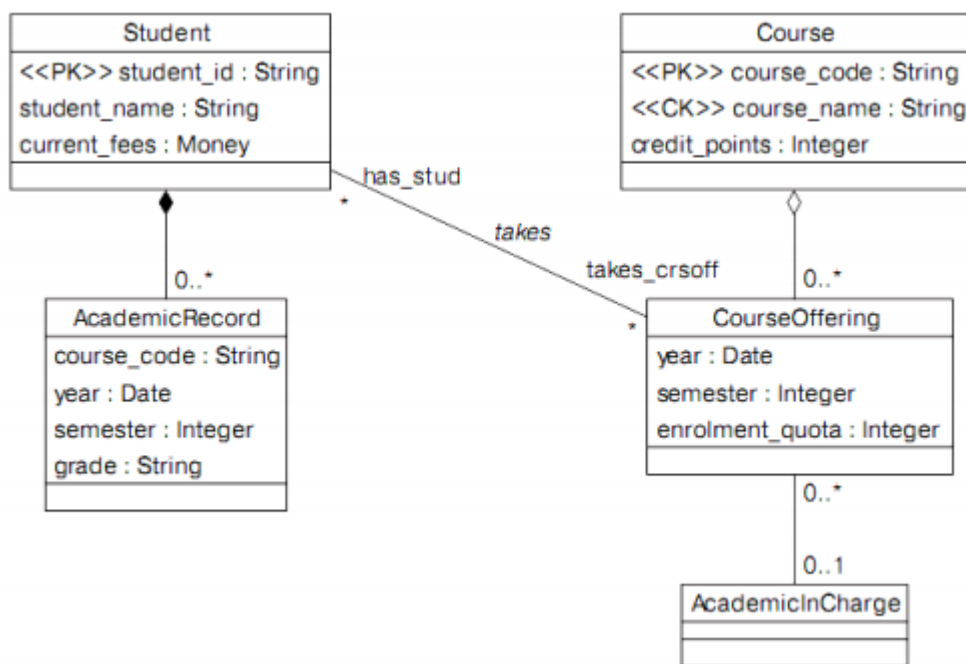 Student
<<PK>> student_id : String
student_name : String
current_fees : Money
Course
<<PK>> course_code : String
<<CK>> course_name : String
credit_points : Integer
has_stud
*
takes
takes_crsoff
*
0..*
AcademicRecord
course_code : String
year : Date
semester : Integer
grade : String
0..*
CourseOffering
year : Date
semester : Integer
enrolment_quota : Integer
0..*
0..1
AcademicInCharge